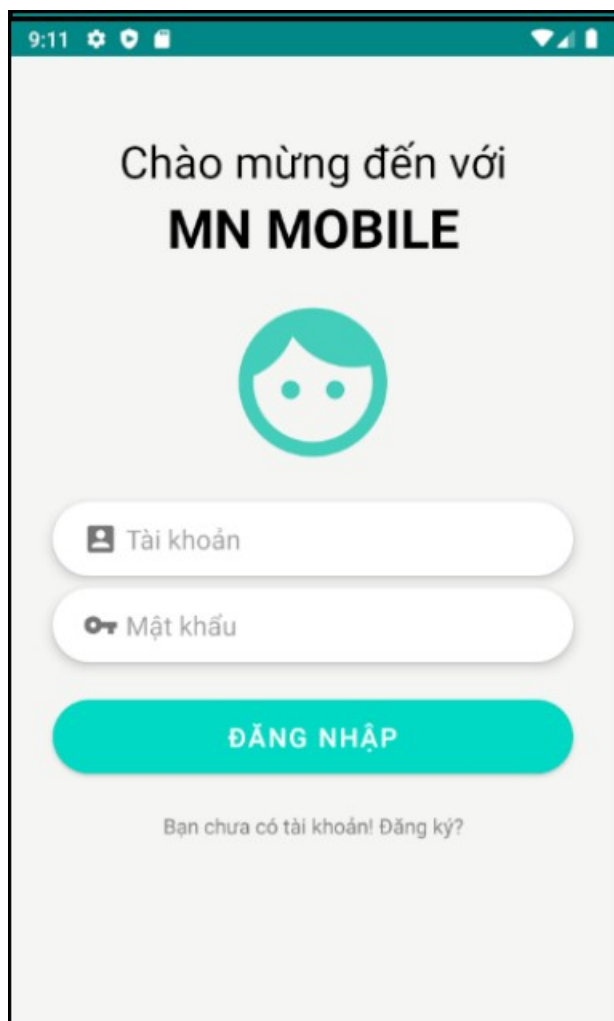 9:11
Chào mừng đến với
MN MOBILE
Tài khoản
Mật khẩu
ĐĂNG NHẬP
Bạn chưa có tài khoản! Đăng ký?